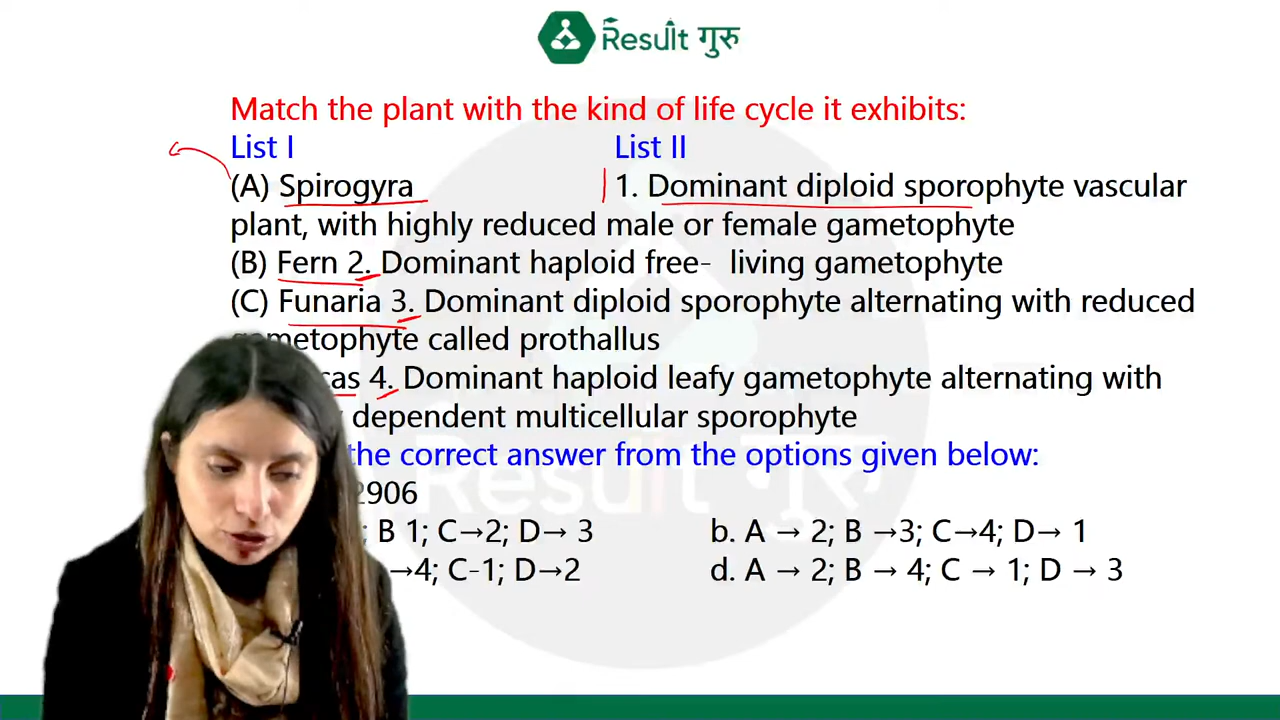 Result गुरु
Match the plant with the kind of life cycle it exhibits:
List I List II
(A) Spirogyra 1. Dominant diploid sporophyte vascular
plant, with highly reduced male or female gametophyte
(B) Fern 2. Dominant haploid free- living gametophyte
(C) Funaria 3. Dominant diploid sporophyte alternating with reduced
gametophyte called prothallus
cas 4. Dominant haploid leafy gametophyte alternating with
dependent multicellular sporophyte
the correct answer from the options given below:
2906
; B 1; C→2; D→ 3 b. A → 2; B →3; C→4; D→ 1
→4; C-1; D→2 d. A → 2; B → 4; C → 1; D → 3
Result गुरु